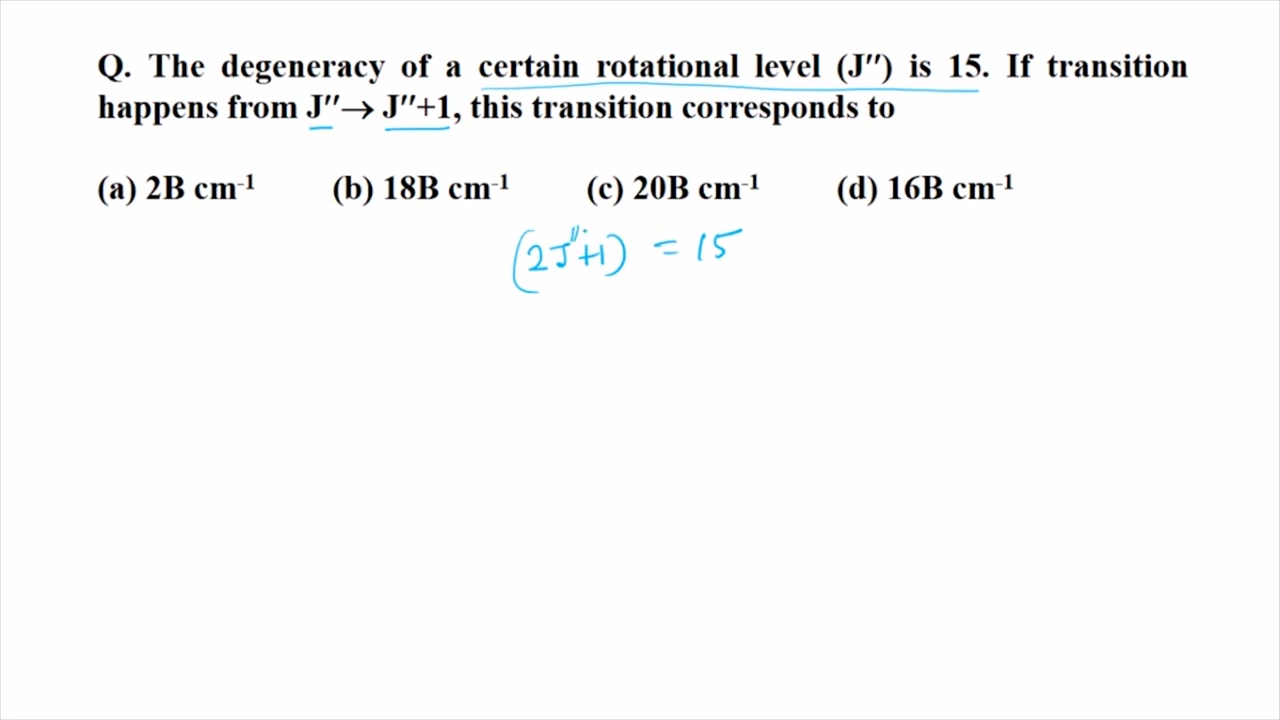 Q. The degeneracy of a certain rotational level (J″) is 15. If transition
happens from J″→ J″+1, this transition corresponds to
(a) 2B cm⁻¹ (b) 18B cm⁻¹ (c) 20B cm⁻¹ (d) 16B cm⁻¹
(2J″+1) = 15